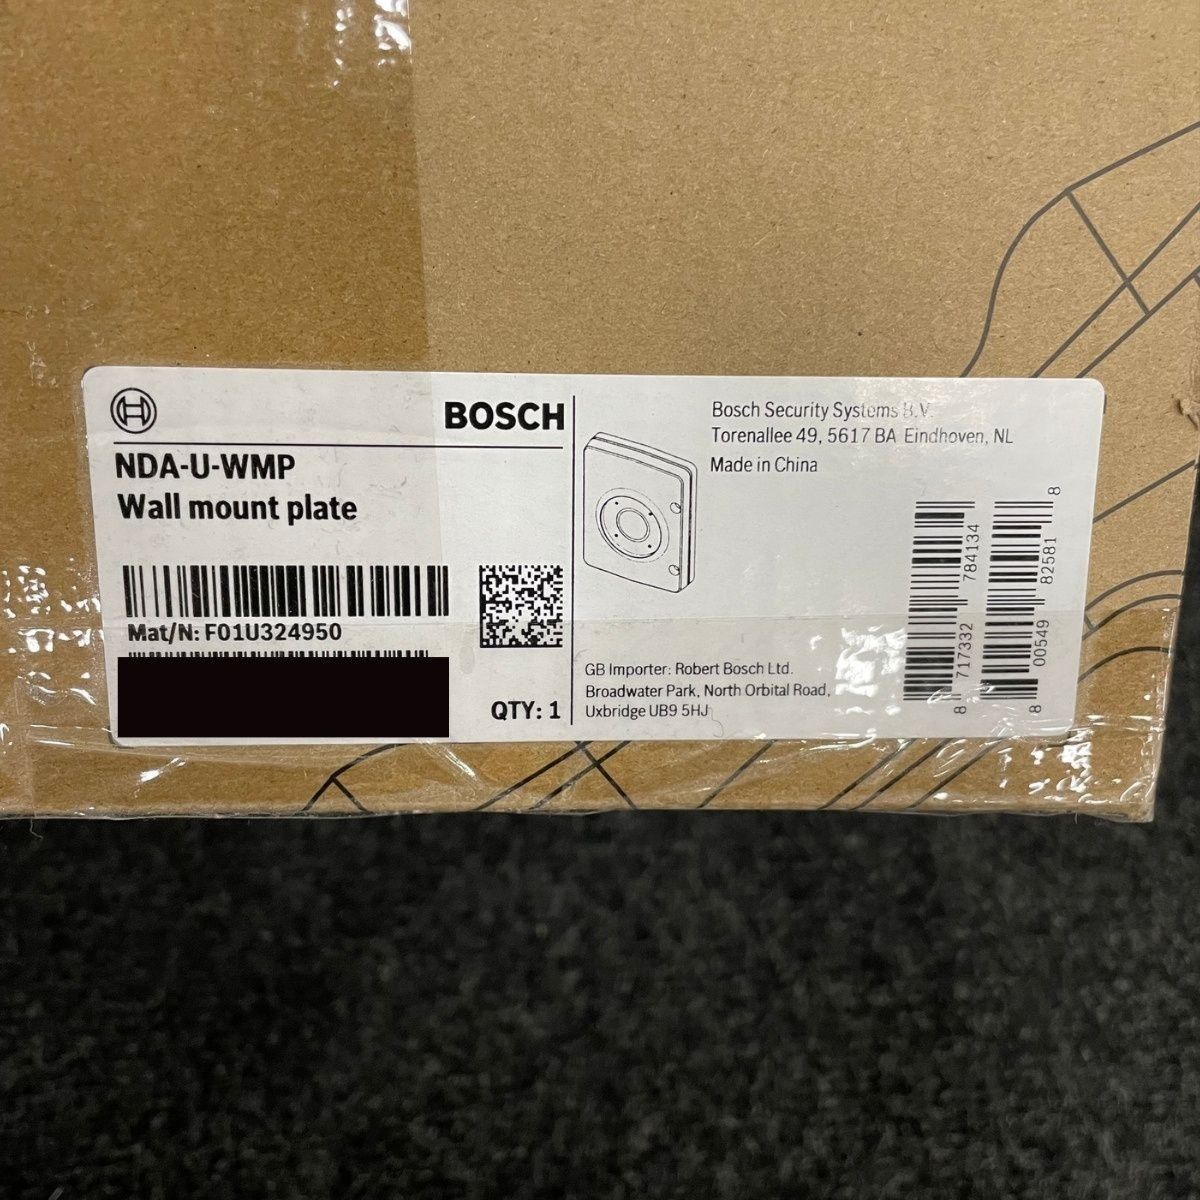 BOSCH
NDA-U-WMP
Wall mount plate
Mat/N: F01U324950
QTY: 1
Bosch Security Systems B.V.
Torenallee 49, 5617 BA Eindhoven, NL
Made in China
GB Importer: Robert Bosch Ltd.
Broadwater Park, North Orbital Road,
Uxbridge UB9 5HJ
8 717332 784134
8 00549 82581 8